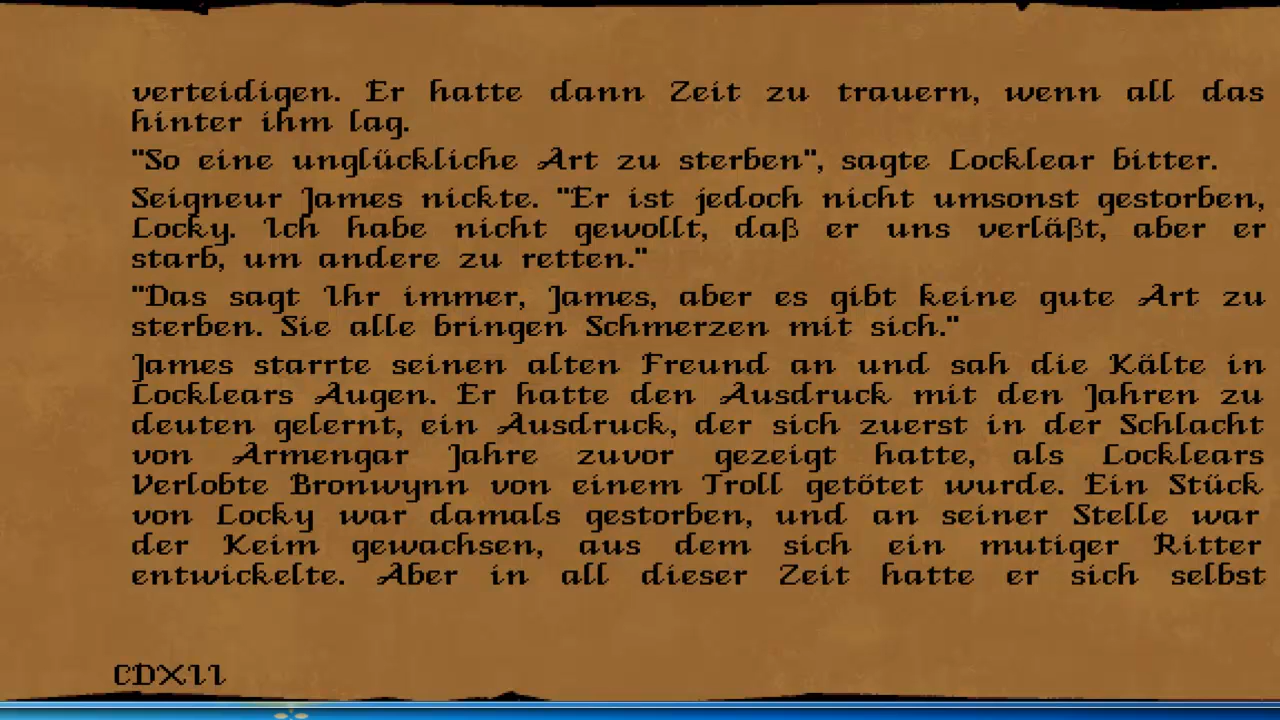 verteidigen. Er hatte dann Zeit zu trauern, wenn all das
hinter ihm lag.
"So eine unglückliche Art zu sterben", sagte Locklear bitter.
Seigneur James nickte. "Er ist jedoch nicht umsonst gestorben,
Locky. Ich habe nicht gewollt, daß er uns verläßt, aber er
starb, um andere zu retten."
"Das sagt Ihr immer, James, aber es gibt keine gute Art zu
sterben. Sie alle bringen Schmerzen mit sich."
James starrte seinen alten Freund an und sah die Kälte in
Locklears Augen. Er hatte den Ausdruck mit den Jahren zu
deuten gelernt, ein Ausdruck, der sich zuerst in der Schlacht
von Armengar Jahre zuvor gezeigt hatte, als Locklears
Verlobte Bronwynn von einem Troll getötet wurde. Ein Stück
von Locky war damals gestorben, und an seiner Stelle war
der Keim gewachsen, aus dem sich ein mutiger Ritter
entwickelte. Aber in all dieser Zeit hatte er sich selbst
CDXII